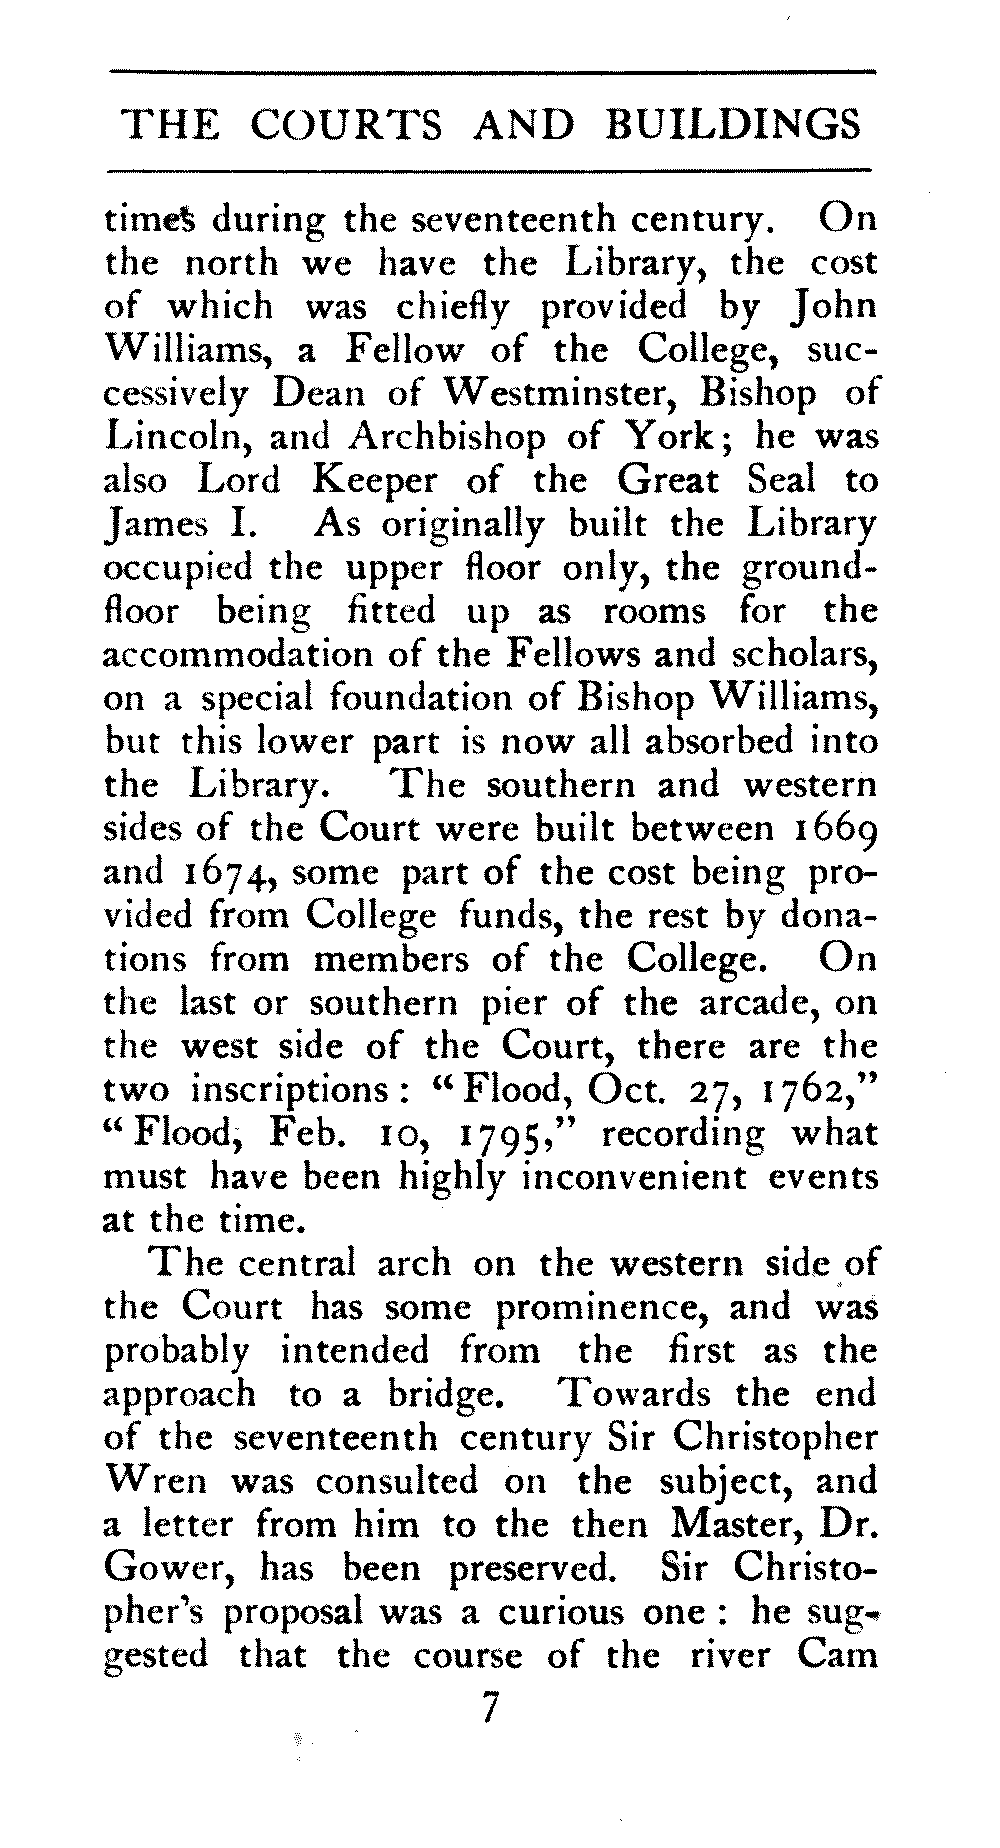 THE COURTS AND BUILDINGS
times during the seventeenth century. On
the north we have the Library, the cost
of which was chiefly provided by John
Williams, a Fellow of the College, suc-
cessively Dean of Westminster, Bishop of
Lincoln, and Archbishop of York; he was
also Lord Keeper of the Great Seal to
James I. As originally built the Library
occupied the upper floor only, the ground-
floor being fitted up as rooms for the
accommodation of the Fellows and scholars,
on a special foundation of Bishop Williams,
but this lower part is now all absorbed into
the Library. The southern and western
sides of the Court were built between 1669
and 1674, some part of the cost being pro-
vided from College funds, the rest by dona-
tions from members of the College. On
the last or southern pier of the arcade, on
the west side of the Court, there are the
two inscriptions: "Flood, Oct. 27, 1762,"
"Flood, Feb. 10, 1795," recording what
must have been highly inconvenient events
at the time.
The central arch on the western side of
the Court has some prominence, and was
probably intended from the first as the
approach to a bridge. Towards the end
of the seventeenth century Sir Christopher
Wren was consulted on the subject, and
a letter from him to the then Master, Dr.
Gower, has been preserved. Sir Christo-
pher's proposal was a curious one: he sug-
gested that the course of the river Cam
7